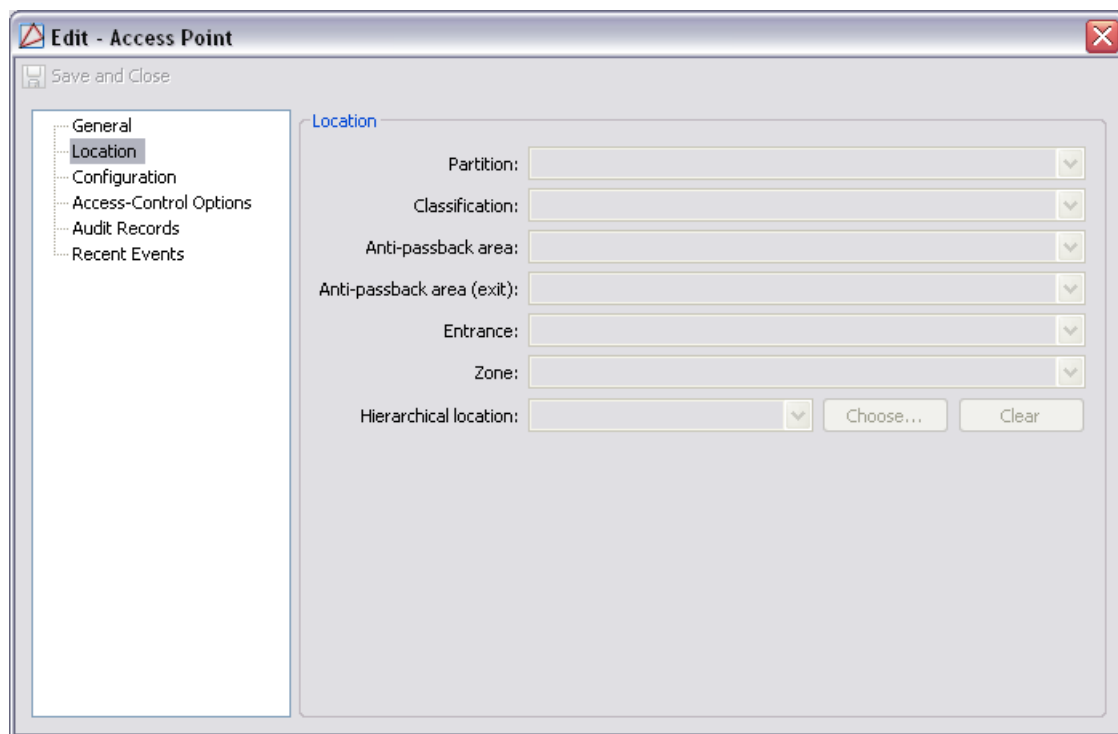 Edit - Access Point
Save and Close
General
Location
Configuration
Access-Control Options
Audit Records
Recent Events
Location
Partition:
Classification:
Anti-passback area:
Anti-passback area (exit):
Entrance:
Zone:
Hierarchical location: Choose... Clear